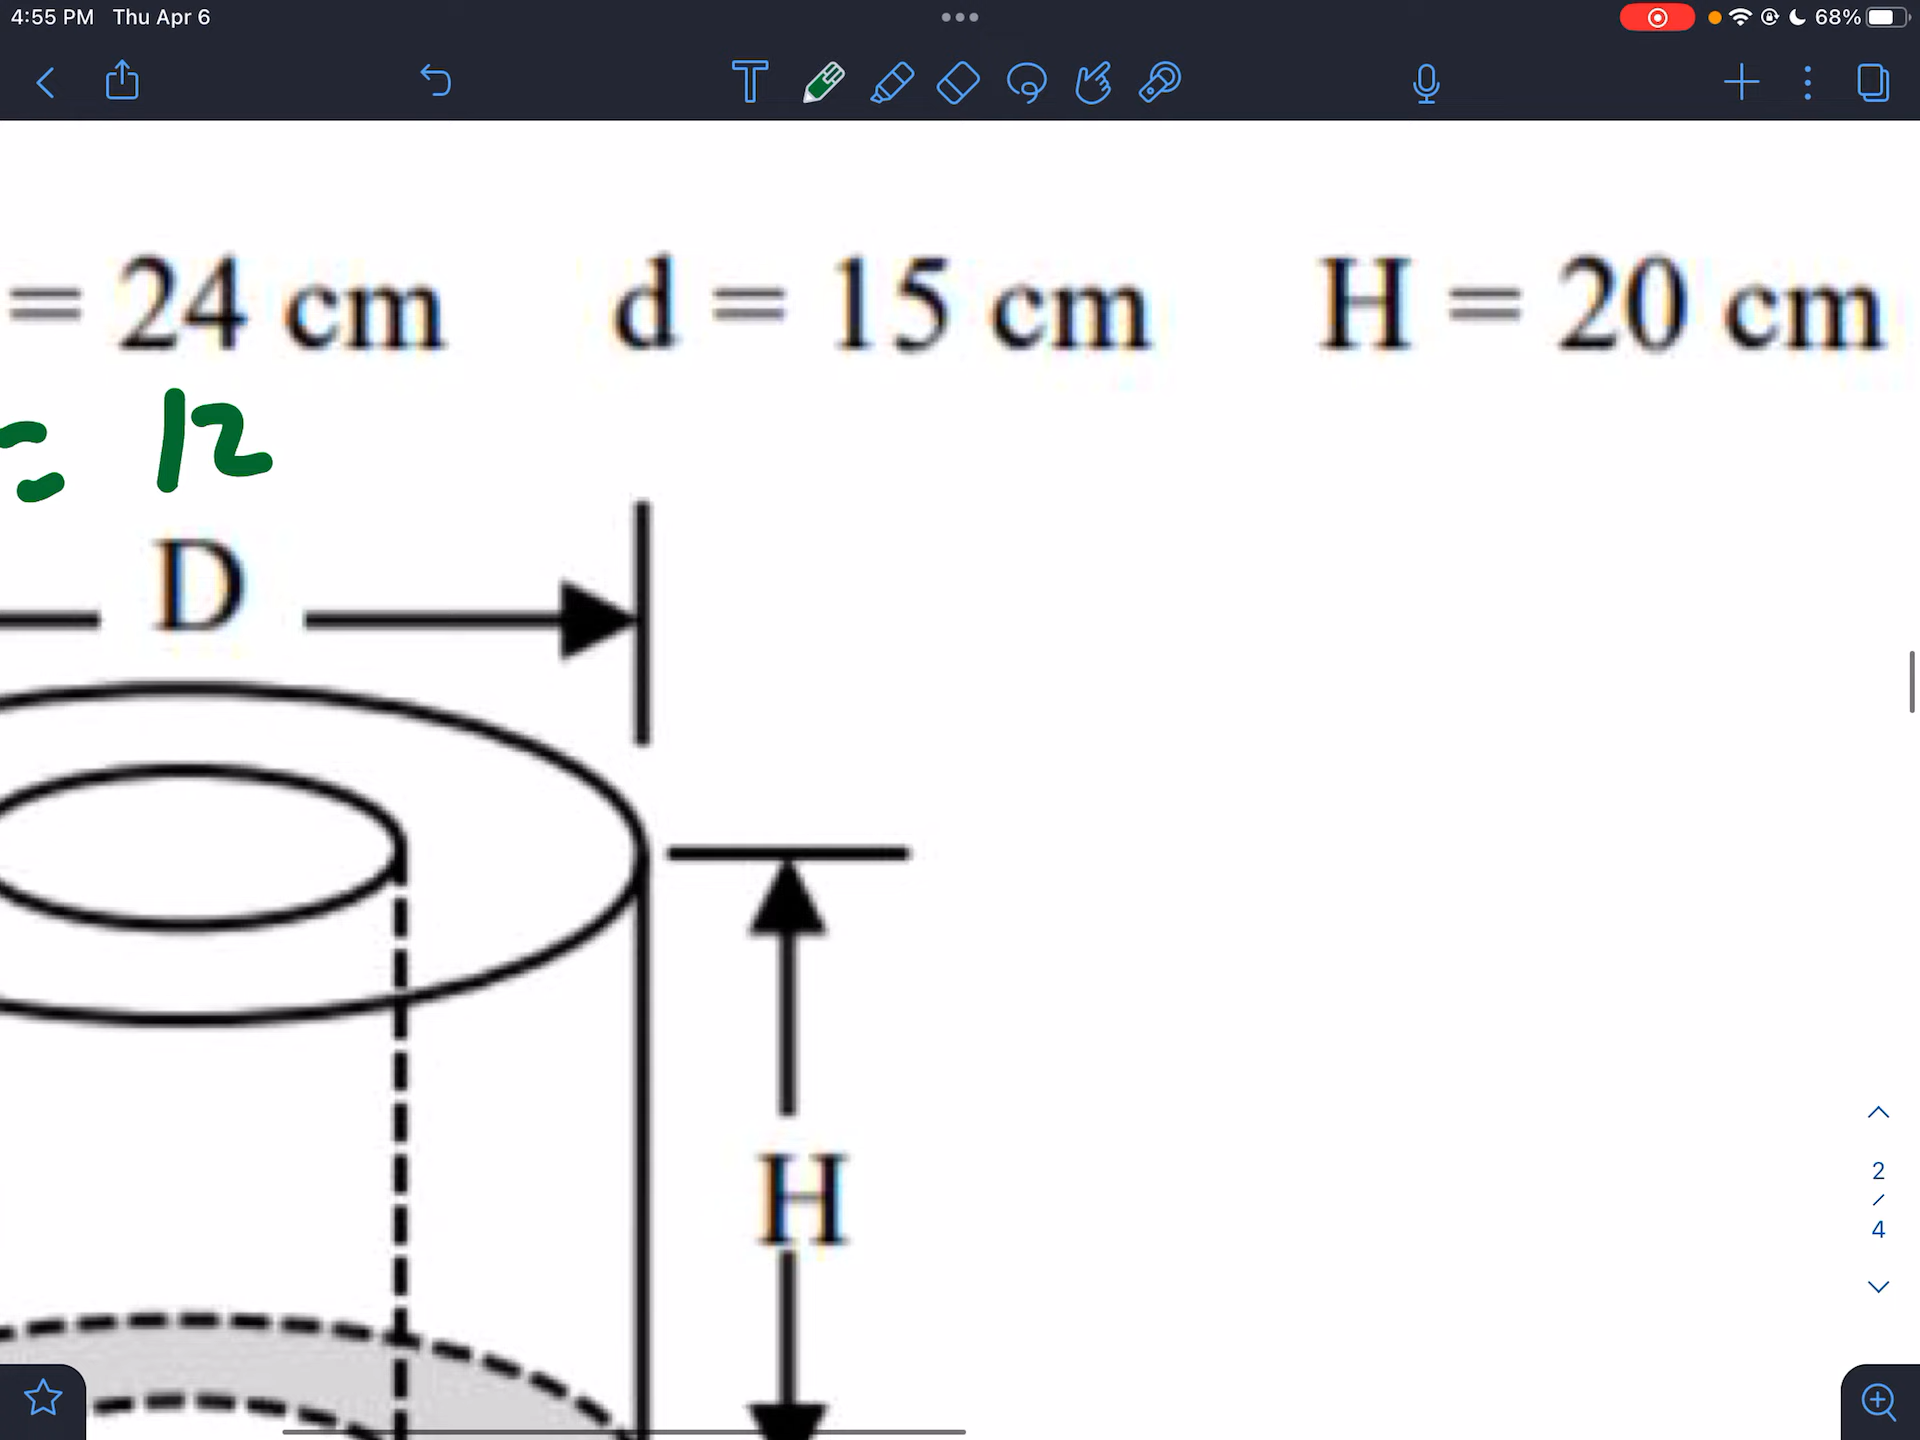 4:55 PM Thu Apr 6
68%
= 24 cm d = 15 cm H = 20 cm
= 12
D
H
2
/
4